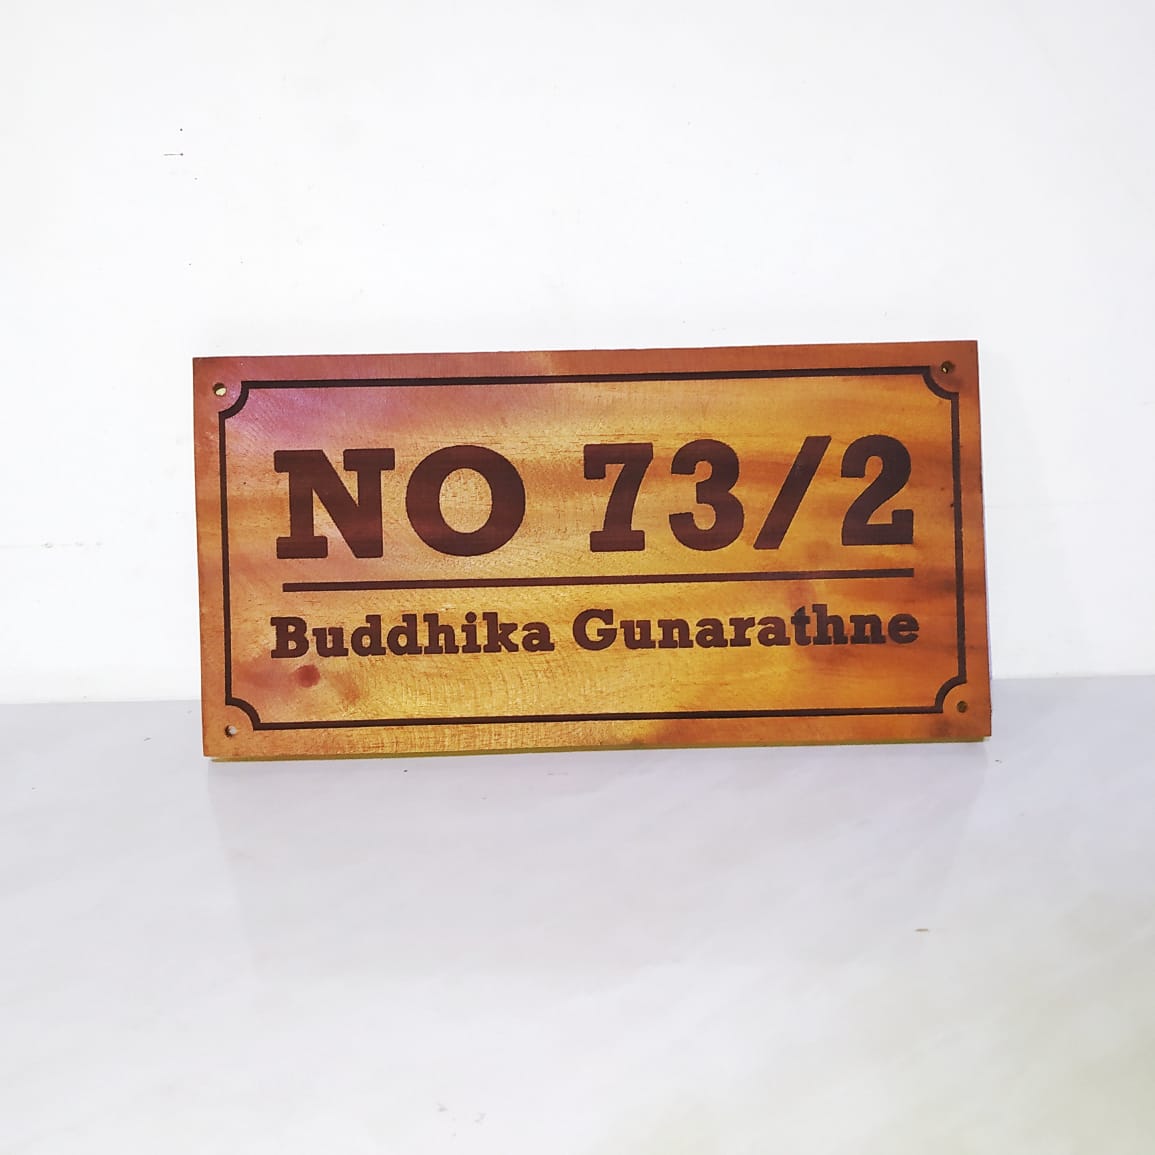 NO 73/2
Buddhika Gunarathne